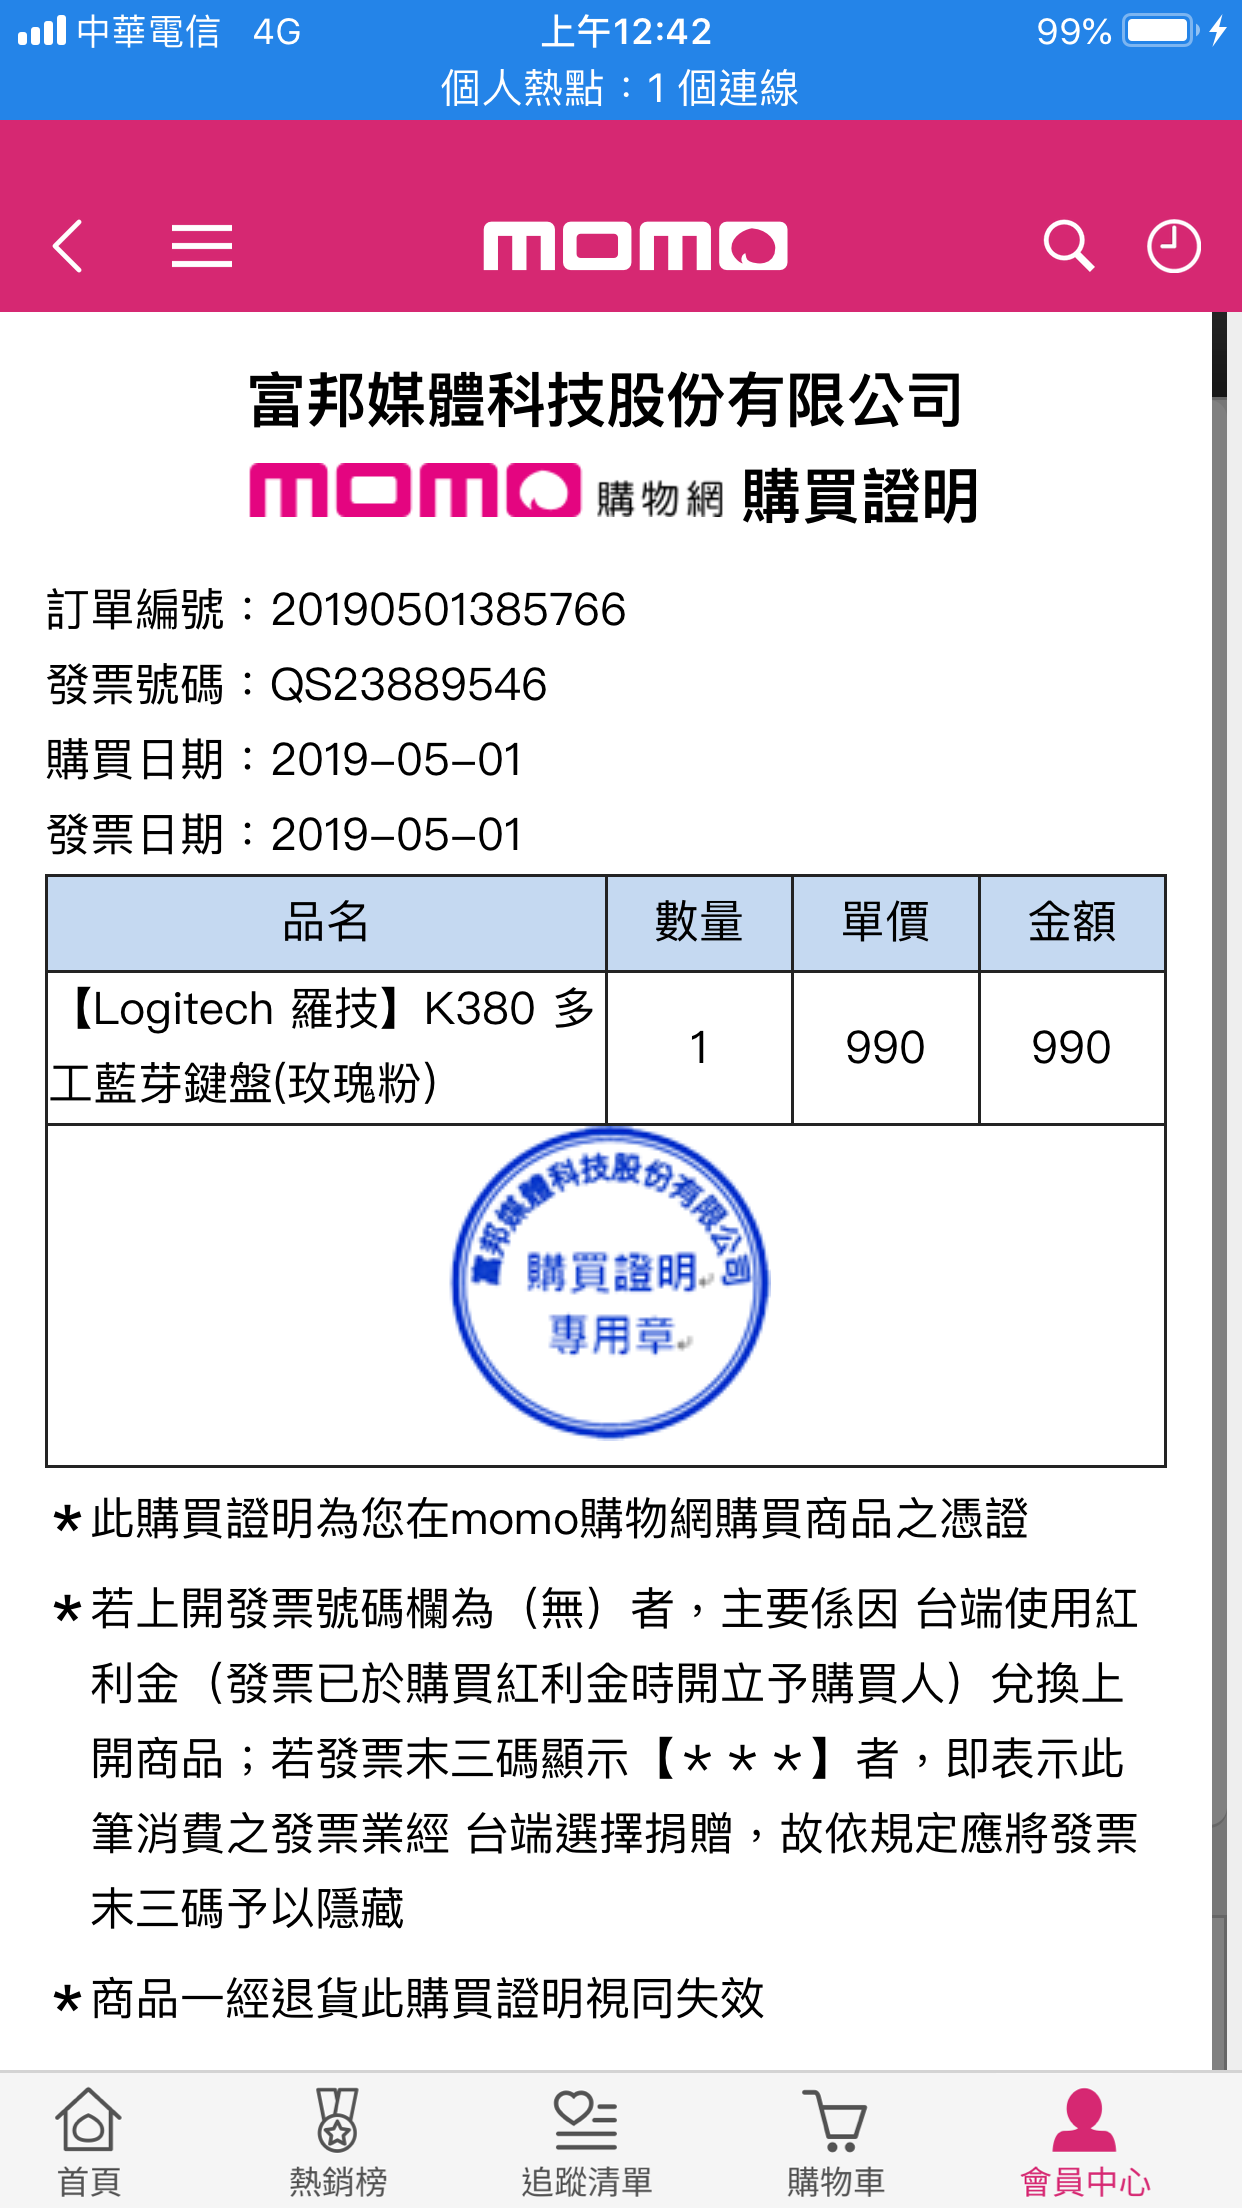 中華電信 4G 上午12:42 99%
個人熱點：1 個連線
momo
富邦媒體科技股份有限公司
momo 購物網 購買證明
訂單編號：20190501385766
發票號碼：QS23889546
購買日期：2019-05-01
發票日期：2019-05-01
品名 數量 單價 金額
【Logitech 羅技】K380 多
工藍芽鍵盤(玫瑰粉) 1 990 990
富邦媒體科技股份有限公司
購買證明
專用章
*此購買證明為您在momo購物網購買商品之憑證
*若上開發票號碼欄為（無）者，主要係因 台端使用紅
利金（發票已於購買紅利金時開立予購買人）兌換上
開商品；若發票末三碼顯示【＊＊＊】者，即表示此
筆消費之發票業經 台端選擇捐贈，故依規定應將發票
末三碼予以隱藏
*商品一經退貨此購買證明視同失效
首頁 熱銷榜 追蹤清單 購物車 會員中心